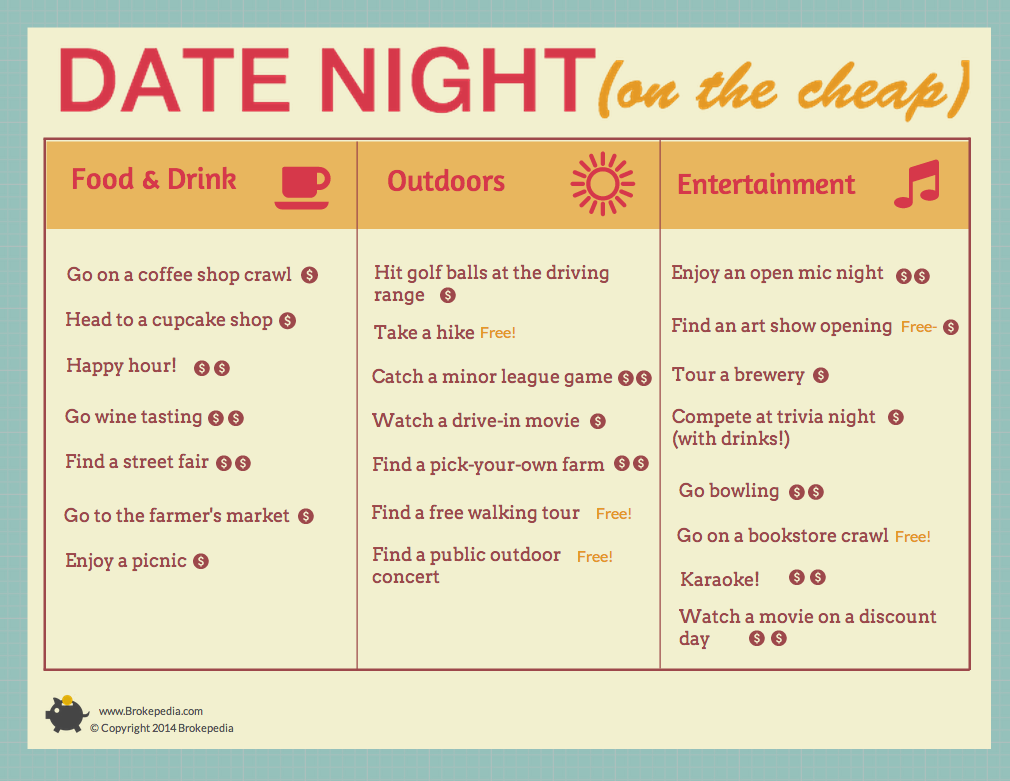 DATE NIGHT (on the cheap)
Food & Drink
Go on a coffee shop crawl $
Head to a cupcake shop $
Happy hour! $ $
Go wine tasting $ $
Find a street fair $ $
Go to the farmer's market $
Enjoy a picnic $
Outdoors
Hit golf balls at the driving
range $
Take a hike Free!
Catch a minor league game $ $
Watch a drive-in movie $
Find a pick-your-own farm $ $
Find a free walking tour Free!
Find a public outdoor Free!
concert
Entertainment
Enjoy an open mic night $ $
Find an art show opening Free- $
Tour a brewery $
Compete at trivia night $
(with drinks!)
Go bowling $ $
Go on a bookstore crawl Free!
Karaoke! $ $
Watch a movie on a discount
day $ $
www.Brokepedia.com
© Copyright 2014 Brokepedia